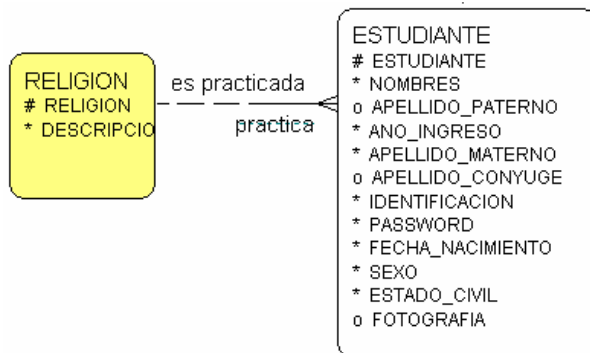 RELIGION
# RELIGION
* DESCRIPCIO
es practicada
practica
ESTUDIANTE
# ESTUDIANTE
* NOMBRES
o APELLIDO_PATERNO
* ANO_INGRESO
* APELLIDO_MATERNO
o APELLIDO_CONYUGE
* IDENTIFICACION
* PASSWORD
* FECHA_NACIMIENTO
* SEXO
* ESTADO_CIVIL
o FOTOGRAFIA